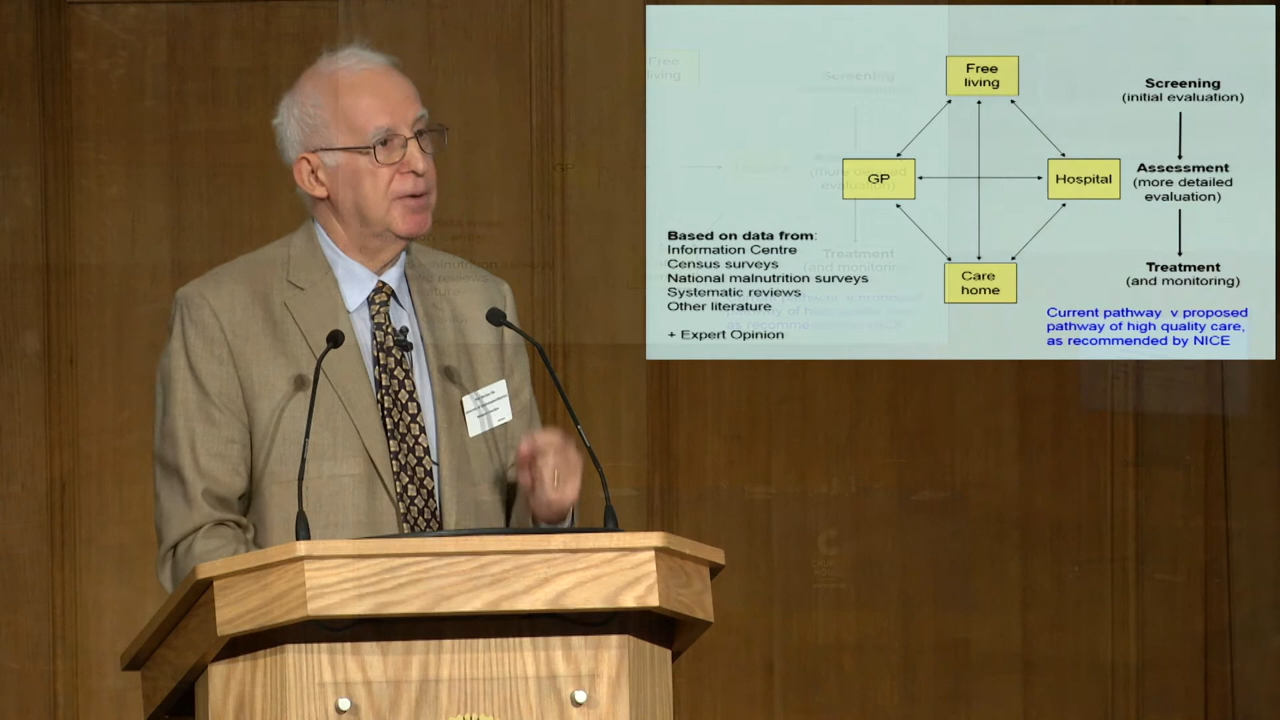 Free
living
GP
Hospital
Care
home
Screening
(initial evaluation)
Assessment
(more detailed
evaluation)
Treatment
(and monitoring)
Based on data from:
Information Centre
Census surveys
National malnutrition surveys
Systematic reviews
Other literature
+ Expert Opinion
Current pathway v proposed
pathway of high quality care,
as recommended by NICE